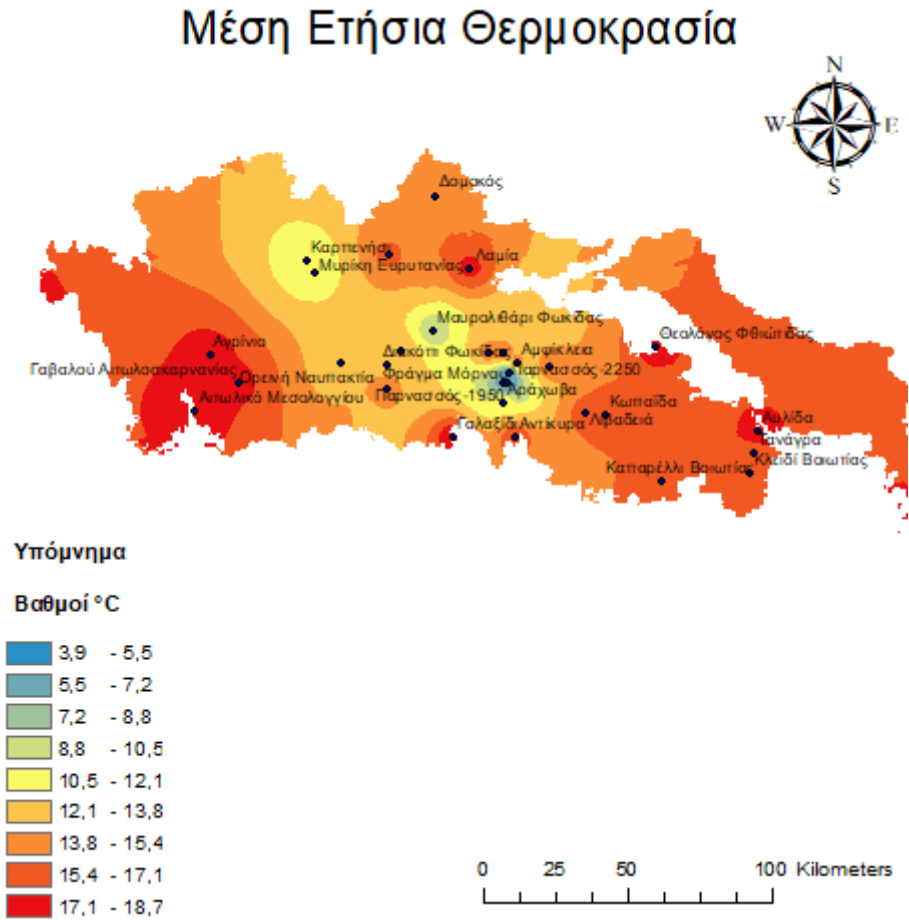 Μέση Ετήσια Θερμοκρασία
N
W E
S
Δομοκός
Καρπενήσι
Λαμία
Μυρίκη Ευρυτανίας
Μαυρολιθάρι Φωκίδας
Θεολόγος Φθιώτιδας
Αγρίνιο
Αμφίκλεια
Γαβαλού Αιτωλοακαρνανίας
Ορεινή Ναυπακτία
Φράγμα Μόρνου
Παρνασσός -2250
Παρνασσός -1950
Αράχωβα
Αιτωλικό Μεσολογγίου
Κωπαΐδα
Λιβαδειά
Γαλαξίδι
Αντίκυρα
Αυλίδα
Τανάγρα
Κλειδί Βοιωτίας
Καπαρέλλι Βοιωτίας
Υπόμνημα
Βαθμοί °C
3,9 - 5,5
5,5 - 7,2
7,2 - 8,8
8,8 - 10,5
10,5 - 12,1
12,1 - 13,8
13,8 - 15,4
15,4 - 17,1
17,1 - 18,7
0 25 50 100 Kilometers